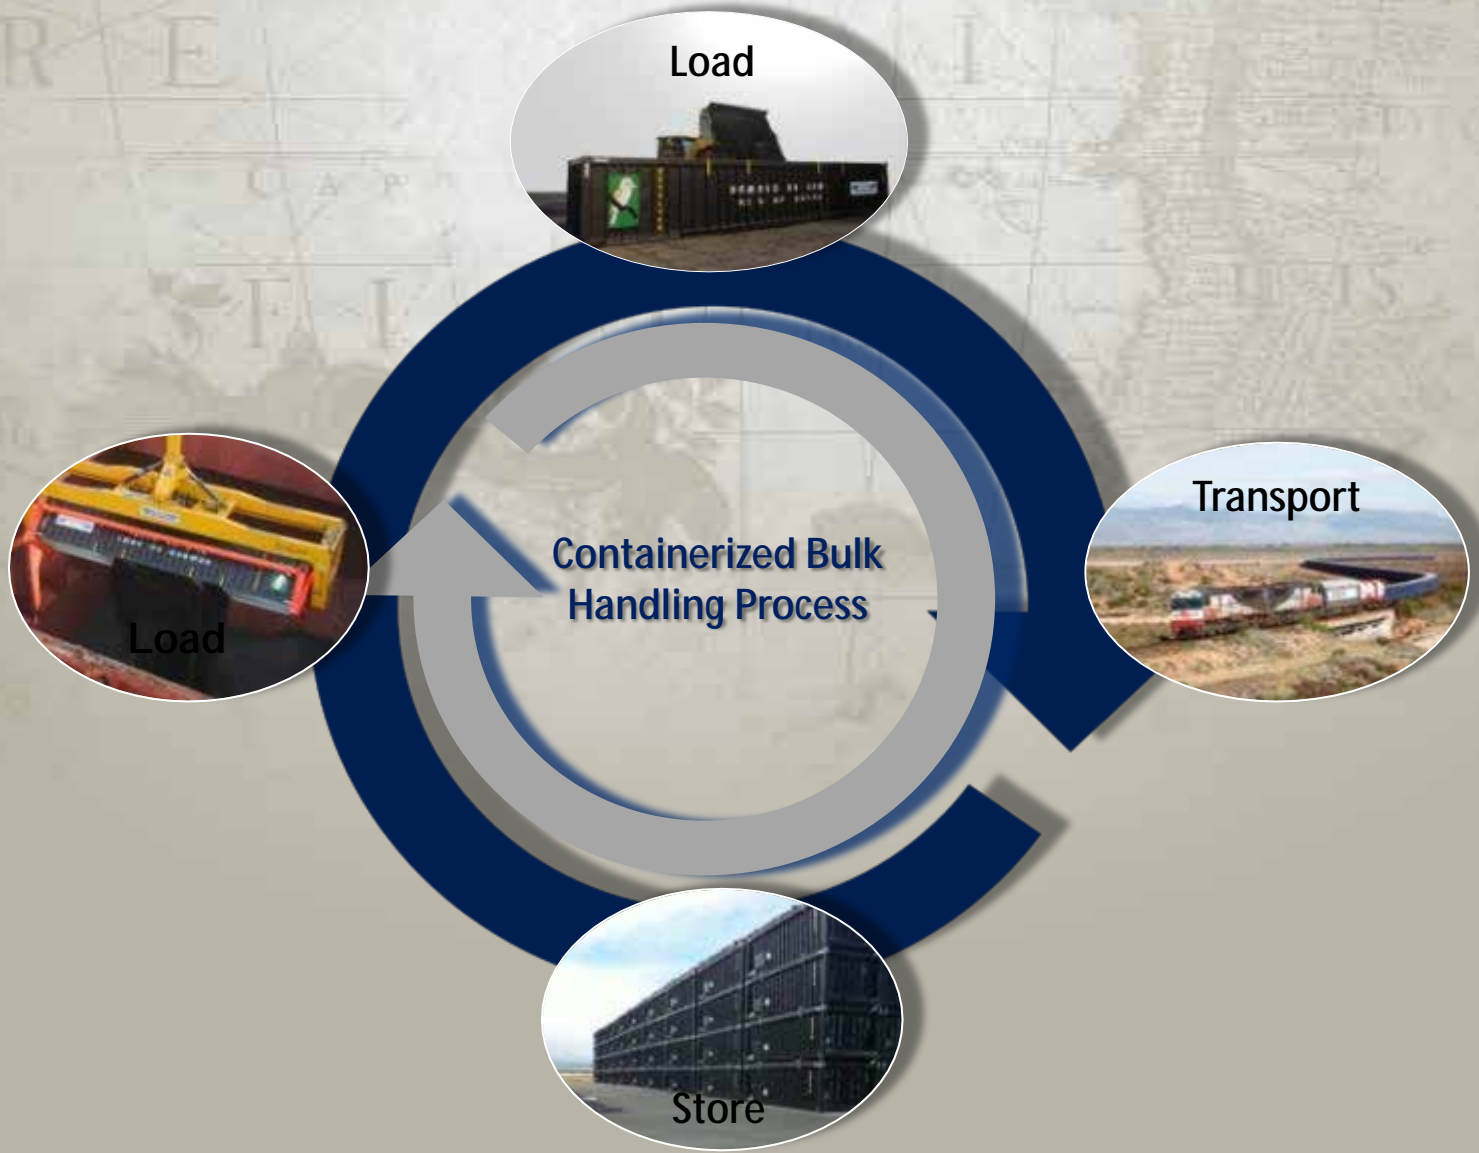 Load
Transport
Containerized Bulk
Handling Process
Load
Store